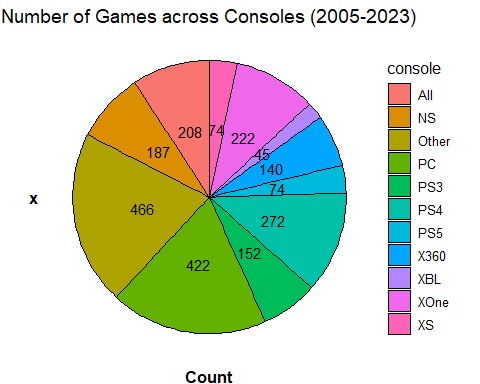 Number of Games across Consoles (2005-2023)
x
208
74
222
45
140
74
272
152
422
466
187
Count
console
All
NS
Other
PC
PS3
PS4
PS5
X360
XBL
XOne
XS